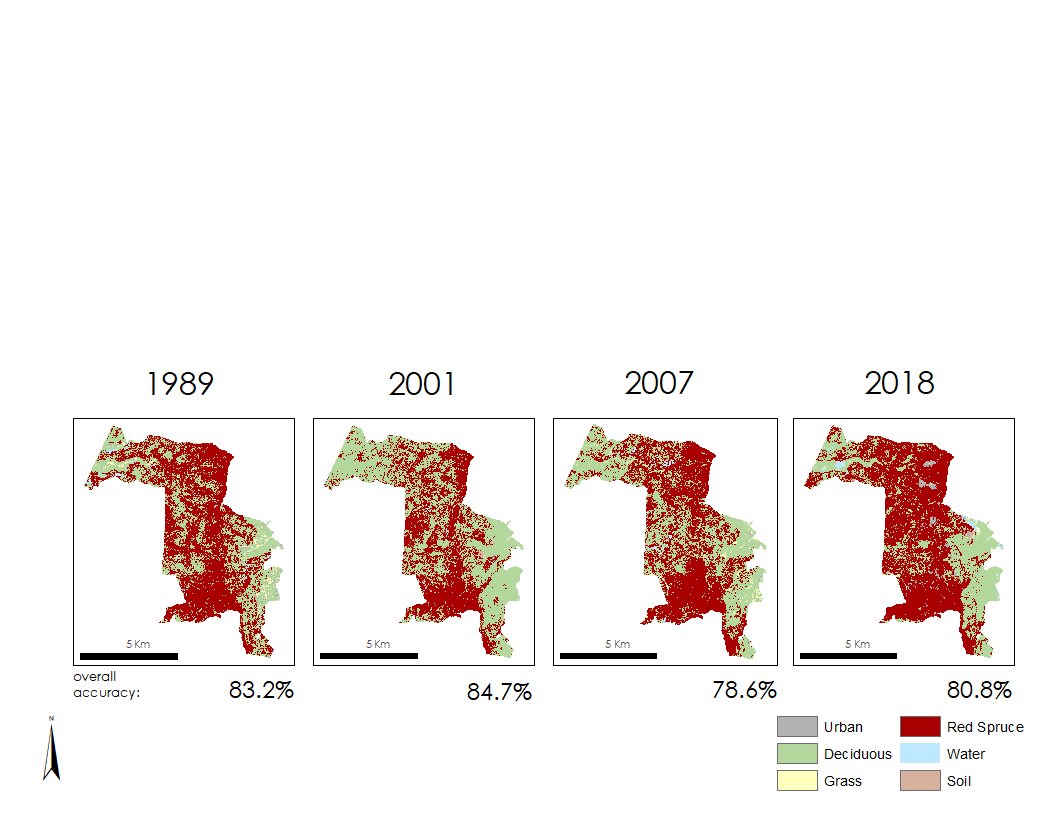 1989
2001
2007
2018
5 Km
5 Km
5 Km
5 Km
overall
accuracy:
83.2%
84.7%
78.6%
80.8%
N
Urban
Red Spruce
Deciduous
Water
Grass
Soil